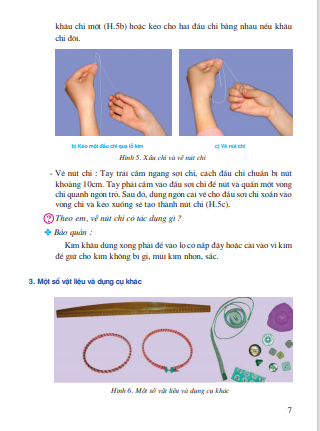 khâu chỉ một (H.5b) hoặc kéo cho hai đầu chỉ bằng nhau nếu khâu
chỉ đôi.
b) Kéo một đầu chỉ qua lỗ kim
c) Vê nút chỉ
Hình 5. Xâu chỉ và vê nút chỉ
- Vê nút chỉ : Tay trái cầm ngang sợi chỉ, cách đầu chỉ chuẩn bị nút
khoảng 10cm. Tay phải cầm vào đầu sợi chỉ để nút và quấn một vòng
chỉ quanh ngón trỏ. Sau đó, dùng ngón cái vê cho đầu sợi chỉ xoắn vào
vòng chỉ và kéo xuống sẽ tạo thành nút chỉ (H.5c).
? Theo em, vê nút chỉ có tác dụng gì ?
Bảo quản :
Kim khâu dùng xong phải để vào lọ có nắp đậy hoặc cài vào vỉ kim
để giữ cho kim không bị gỉ, mũi kim nhọn, sắc.
3. Một số vật liệu và dụng cụ khác
Hình 6. Một số vật liệu và dụng cụ khác
7